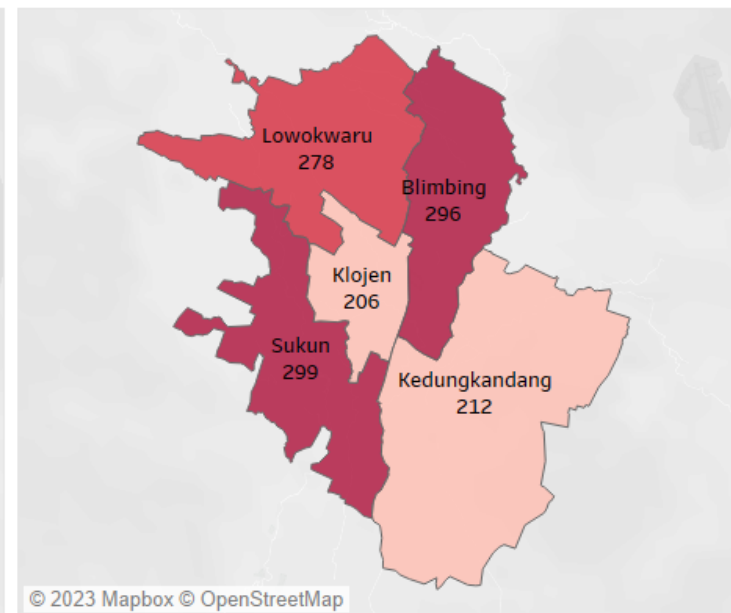 Lowokwaru
278
Blimbing
296
Klojen
206
Sukun
299
Kedungkandang
212
© 2023 Mapbox © OpenStreetMap